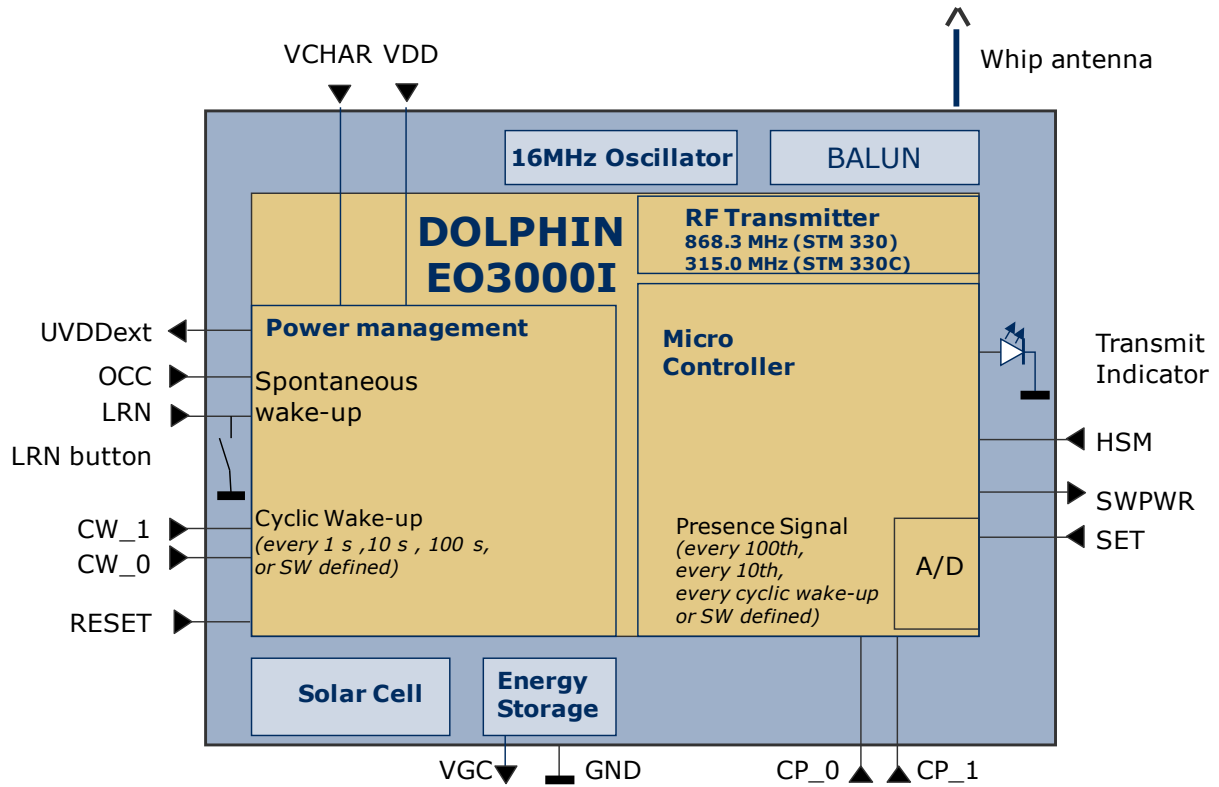 VCHAR VDD
Whip antenna
16MHz Oscillator
BALUN
DOLPHIN
EO3000I
RF Transmitter
868.3 MHz (STM 330)
315.0 MHz (STM 330C)
UVDDext
OCC
LRN
LRN button
CW_1
CW_0
RESET
Power management
Spontaneous
wake-up
Cyclic Wake-up
(every 1 s ,10 s , 100 s,
or SW defined)
Micro
Controller
Presence Signal
(every 100th,
every 10th,
every cyclic wake-up
or SW defined)
A/D
Transmit
Indicator
HSM
SWPWR
SET
Solar Cell
Energy
Storage
VGC
GND
CP_0
CP_1